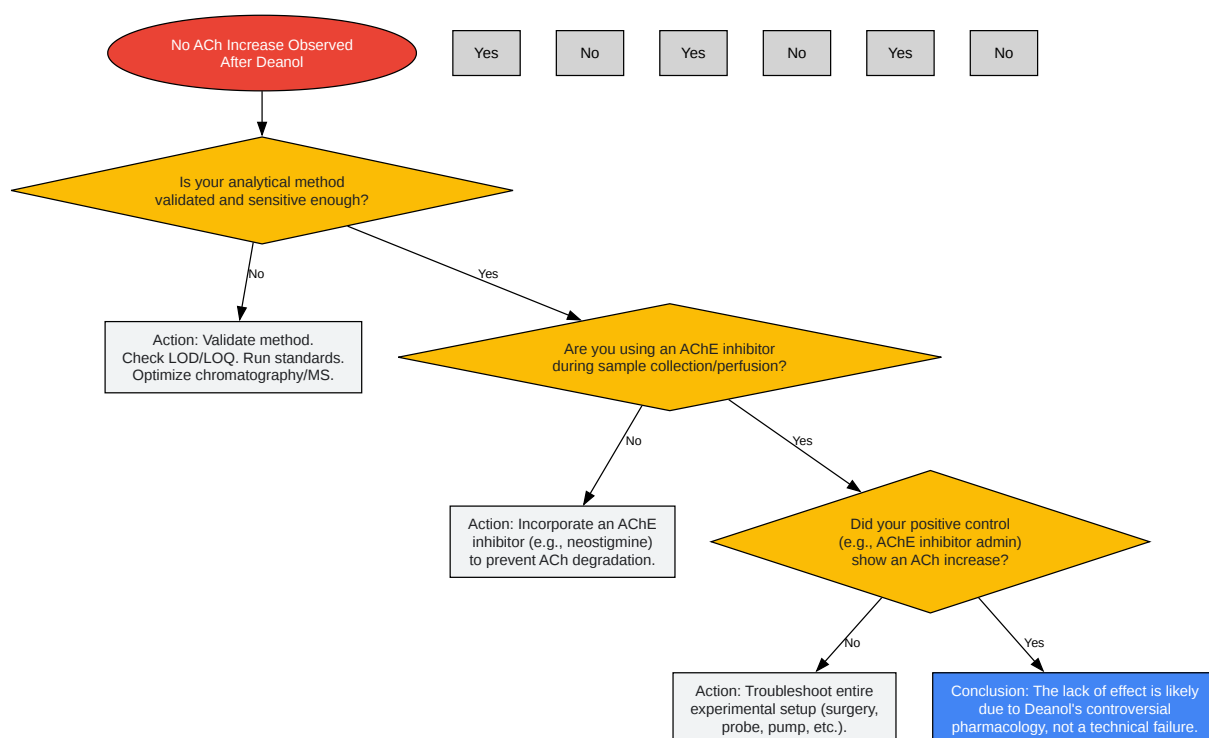 No ACh Increase Observed
After Deanol
Yes
No
Yes
No
Yes
No
Is your analytical method
validated and sensitive enough?
No
Yes
Action: Validate method.
Check LOD/LOQ. Run standards.
Optimize chromatography/MS.
Are you using an AChE inhibitor
during sample collection/perfusion?
No
Yes
Action: Incorporate an AChE
inhibitor (e.g., neostigmine)
to prevent ACh degradation.
Did your positive control
(e.g., AChE inhibitor admin)
show an ACh increase?
No
Yes
Action: Troubleshoot entire
experimental setup (surgery,
probe, pump, etc.).
Conclusion: The lack of effect is likely
due to Deanol's controversial
pharmacology, not a technical failure.